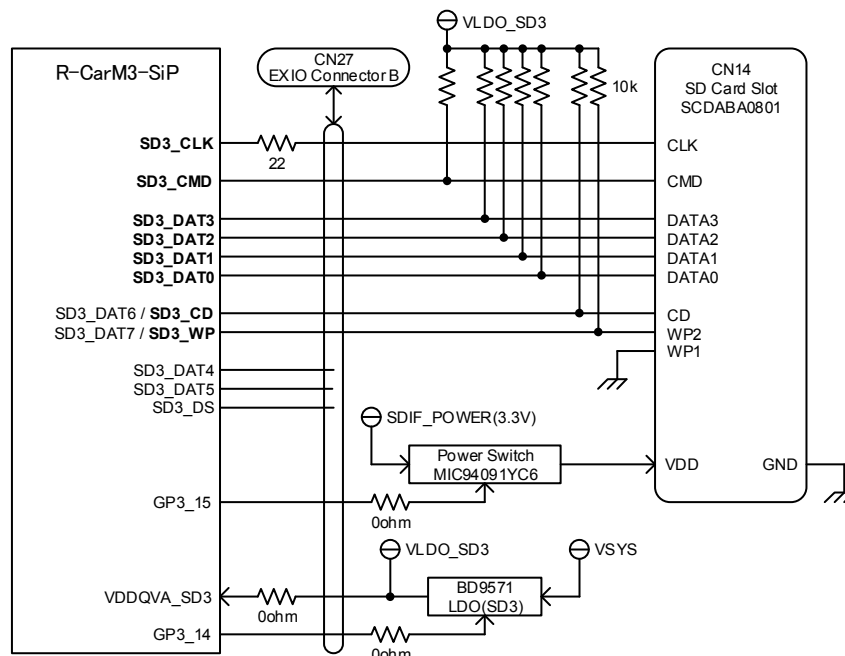 VLDO_SD3
R-CarM3-SiP
CN27
EXIO Connector B
CN14
SD Card Slot
SCDABA0801
10k
SD3_CLK
22
CLK
SD3_CMD
CMD
SD3_DAT3
DATA3
SD3_DAT2
DATA2
SD3_DAT1
DATA1
SD3_DAT0
DATA0
SD3_DAT6 / SD3_CD
CD
SD3_DAT7 / SD3_WP
WP2
WP1
SD3_DAT4
SD3_DAT5
SD3_DS
SDIF_POWER(3.3V)
Power Switch
MIC94091YC6
VDD
GND
GP3_15
0ohm
VLDO_SD3
VSYS
VDDQVA_SD3
0ohm
BD9571
LDO(SD3)
GP3_14
0ohm